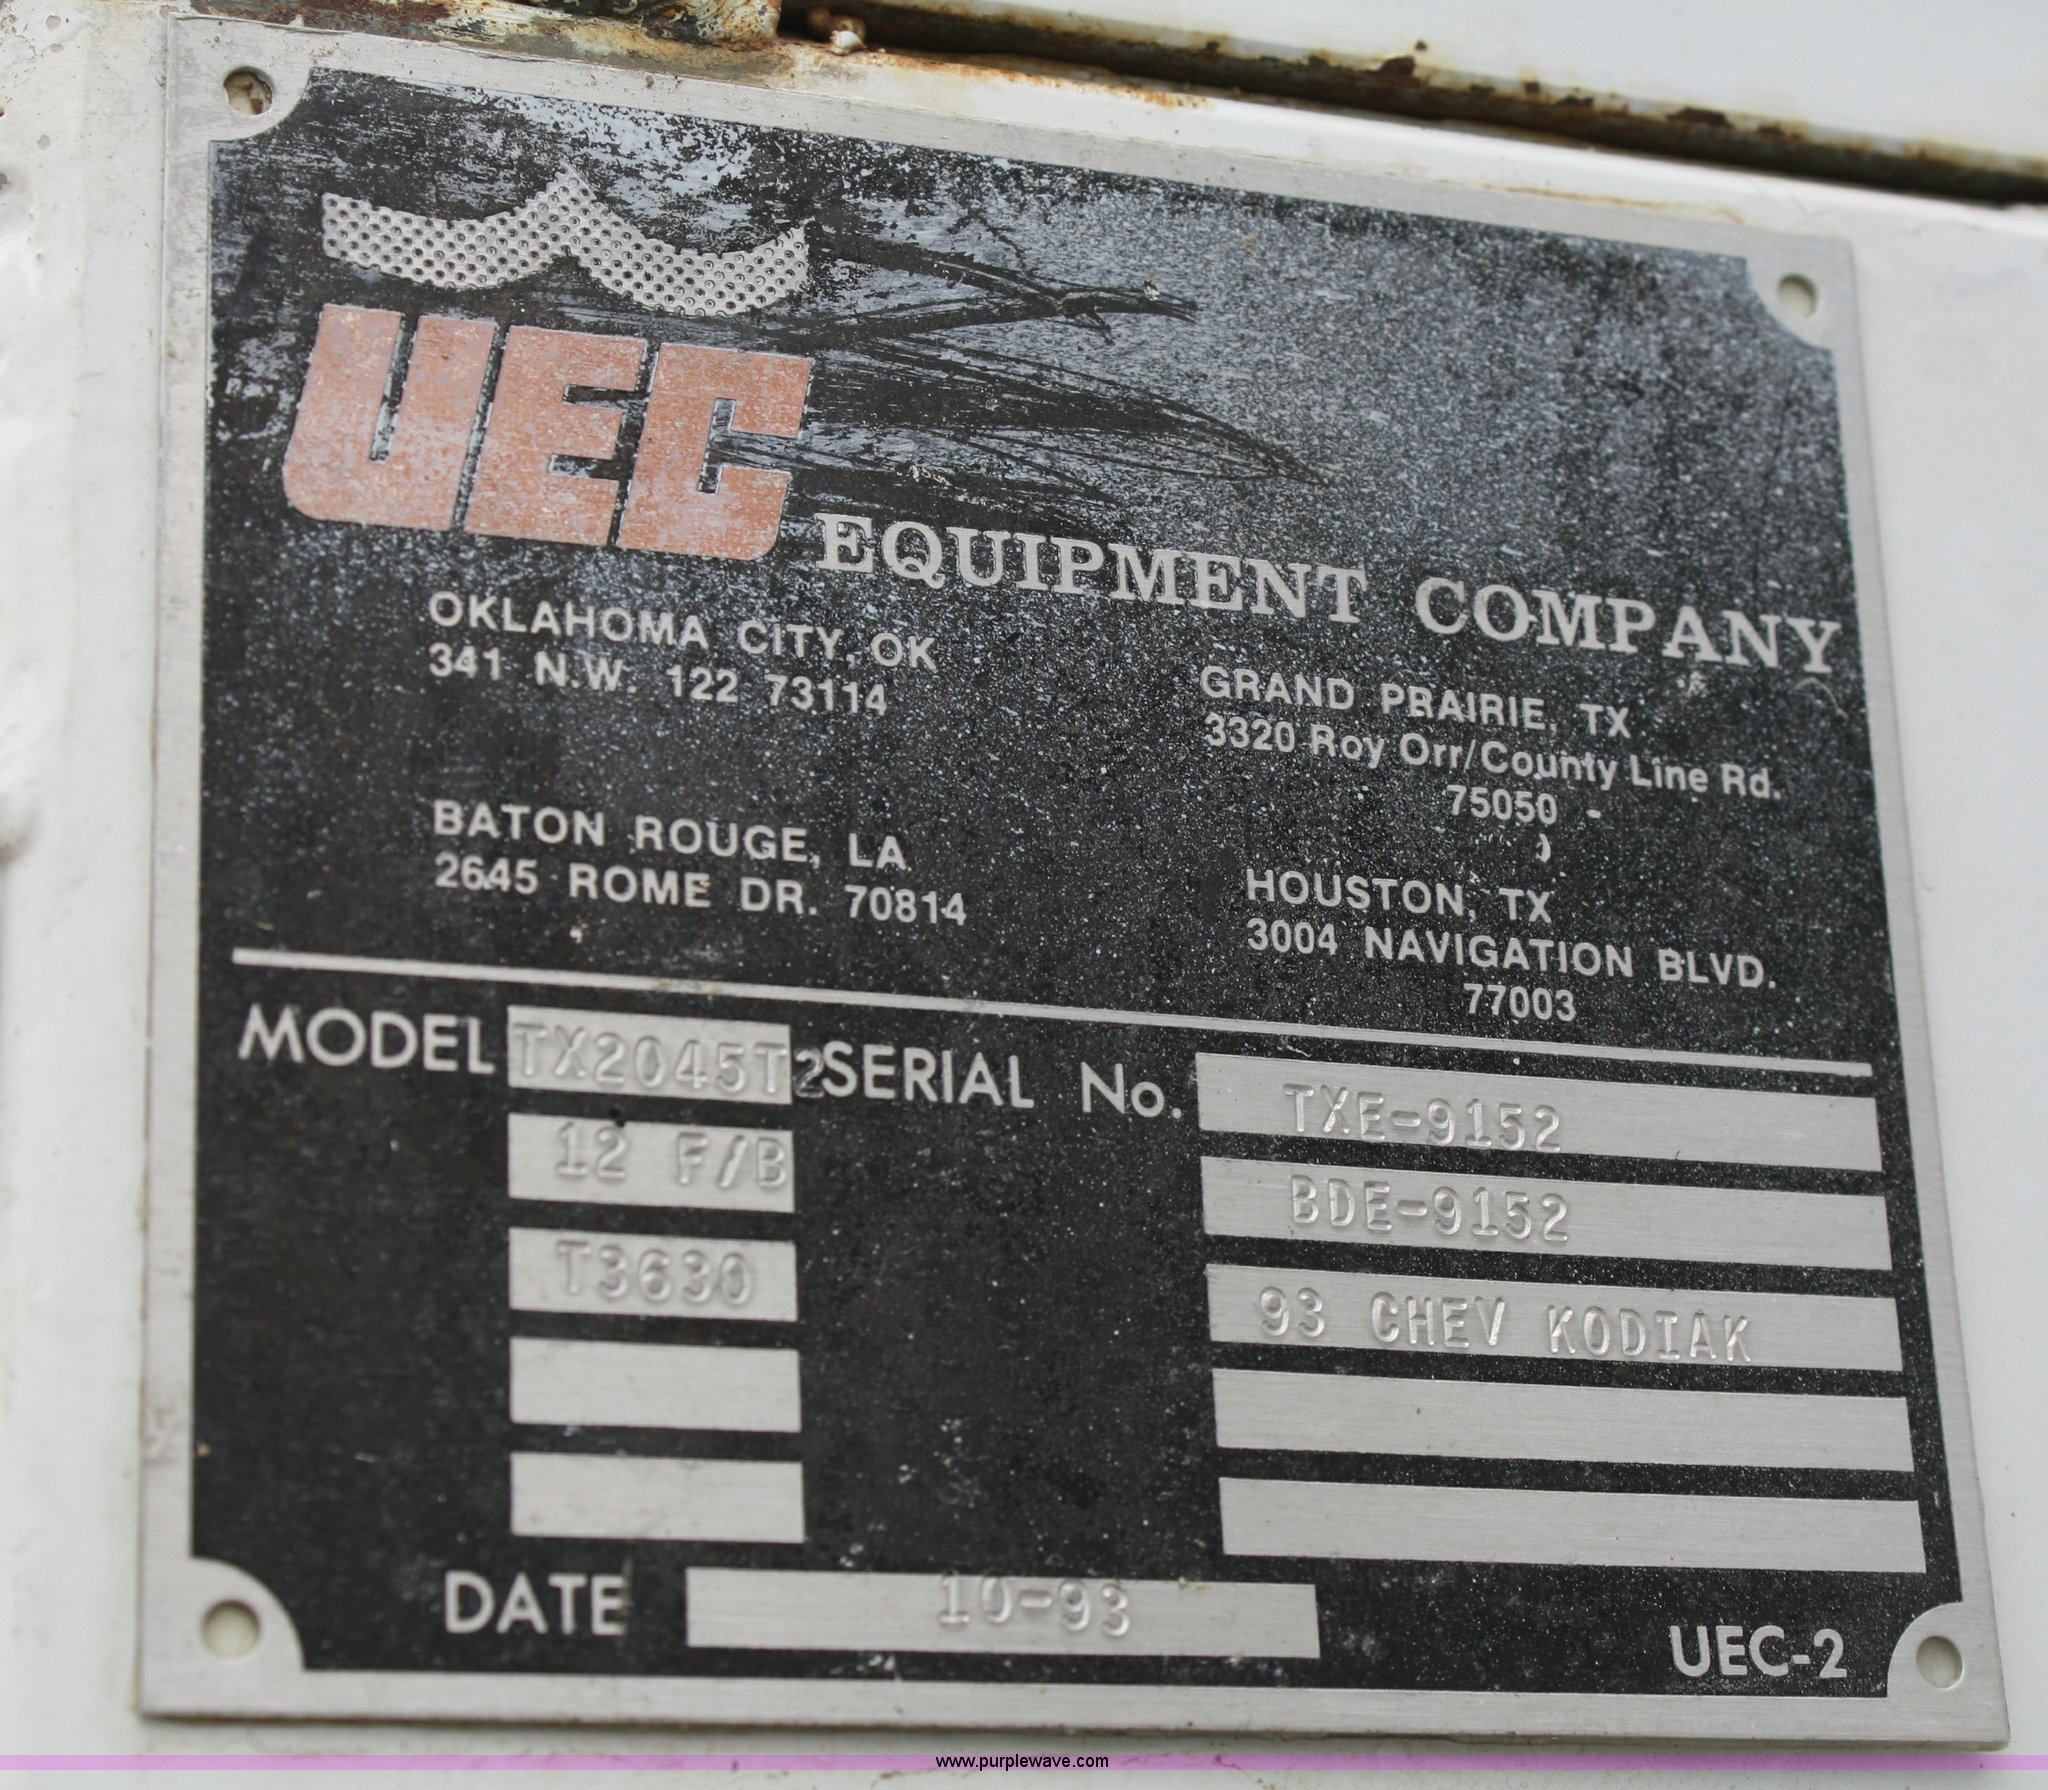 UEC EQUIPMENT COMPANY
OKLAHOMA CITY, OK
341 N.W. 122 73114
GRAND PRAIRIE, TX
3320 Roy Orr/County Line Rd.
75050
BATON ROUGE, LA
2645 ROME DR. 70814
HOUSTON, TX
3004 NAVIGATION BLVD.
77003
MODEL TX2045T2 SERIAL No. TXE-9152
12 F/B BDE-9152
T3630 93 CHEV KODIAK
DATE 10-93
UEC-2
www.purplewave.com